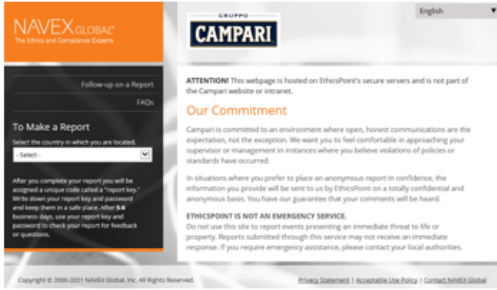 NAVEX GLOBAL™
The Ethics and Compliance Experts
GRUPPO
CAMPARI
English
Follow-up on a Report
FAQs
To Make a Report
Select the country in which you are located.
- Select -
After you complete your report you will be
assigned a unique code called a "report key."
Write down your report key and password
and keep them in a safe place. After 5-6
business days, use your report key and
password to check your report for feedback
or questions.
ATTENTION! This webpage is hosted on EthicsPoint's secure servers and is not part of
the Campari website or intranet.
Our Commitment
Campari is committed to an environment where open, honest communications are the
expectation, not the exception. We want you to feel comfortable in approaching your
supervisor or management in instances where you believe violations of policies or
standards have occurred.
In situations where you prefer to place an anonymous report in confidence, the
information you provide will be sent to us by EthicsPoint on a totally confidential and
anonymous basis. You have our guarantee that your comments will be heard.
ETHICSPOINT IS NOT AN EMERGENCY SERVICE.
Do not use this site to report events presenting an immediate threat to life or
property. Reports submitted through this service may not receive an immediate
response. If you require emergency assistance, please contact your local authorities.
Copyright © 2000-2021 NAVEX Global, Inc. All Rights Reserved.
Privacy Statement | Acceptable Use Policy | Contact NAVEX Global